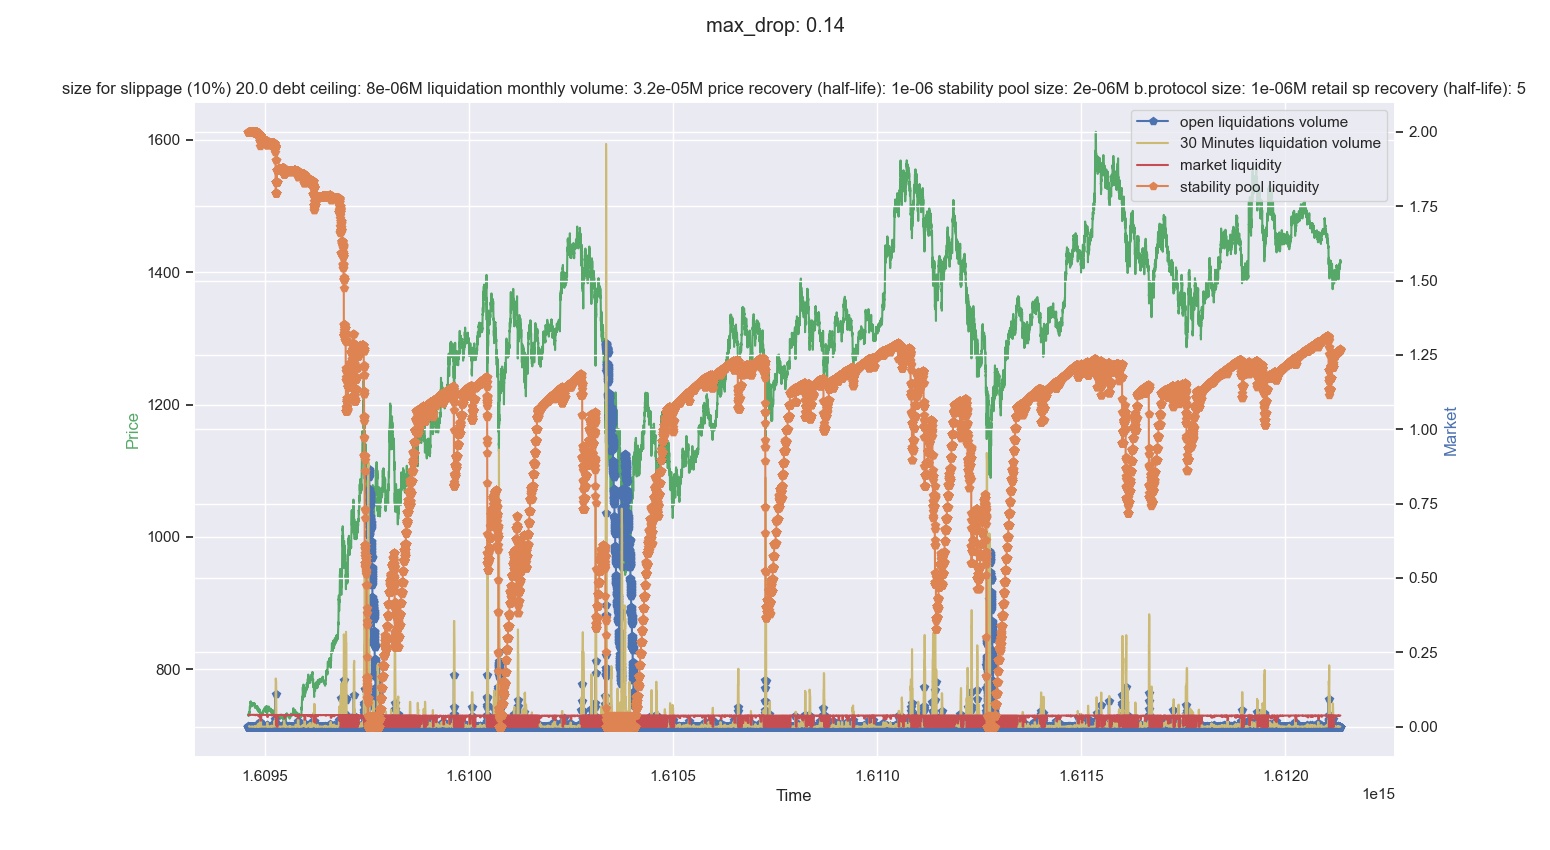 max_drop: 0.14
size for slippage (10%) 20.0 debt ceiling: 8e-06M liquidation monthly volume: 3.2e-05M price recovery (half-life): 1e-06 stability pool size: 2e-06M b.protocol size: 1e-06M retail sp recovery (half-life): 5
open liquidations volume
30 Minutes liquidation volume
market liquidity
stability pool liquidity
1600
1400
1200
1000
800
Price
2.00
1.75
1.50
1.25
1.00
0.75
0.50
0.25
0.00
Market
1.6095 1.6100 1.6105 1.6110 1.6115 1.6120
Time
1e15